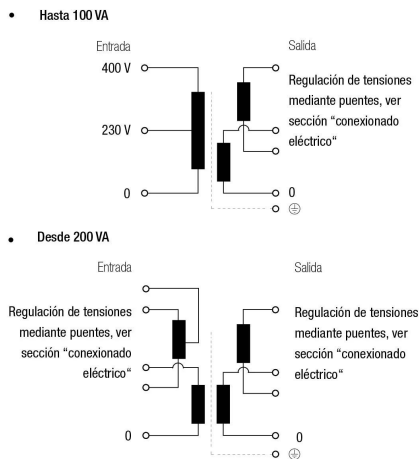 • Hasta 100 VA
Entrada
Salida
400 V
230 V
0
Regulación de tensiones
mediante puentes, ver
sección “conexionado
eléctrico“
0
• Desde 200 VA
Entrada
Salida
Regulación de tensiones
mediante puentes, ver
sección “conexionado
eléctrico“
0
Regulación de tensiones
mediante puentes, ver
sección “conexionado
eléctrico“
0